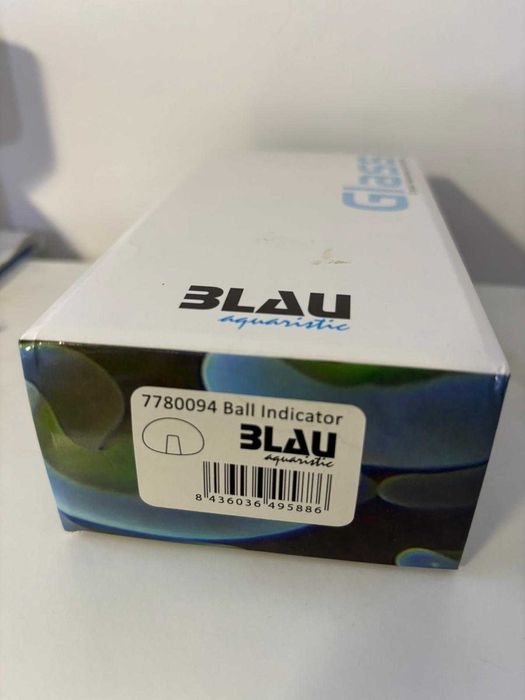 Glass
BLAU
aquaristic
7780094 Ball Indicator
BLAU
aquaristic
8 436036 495886